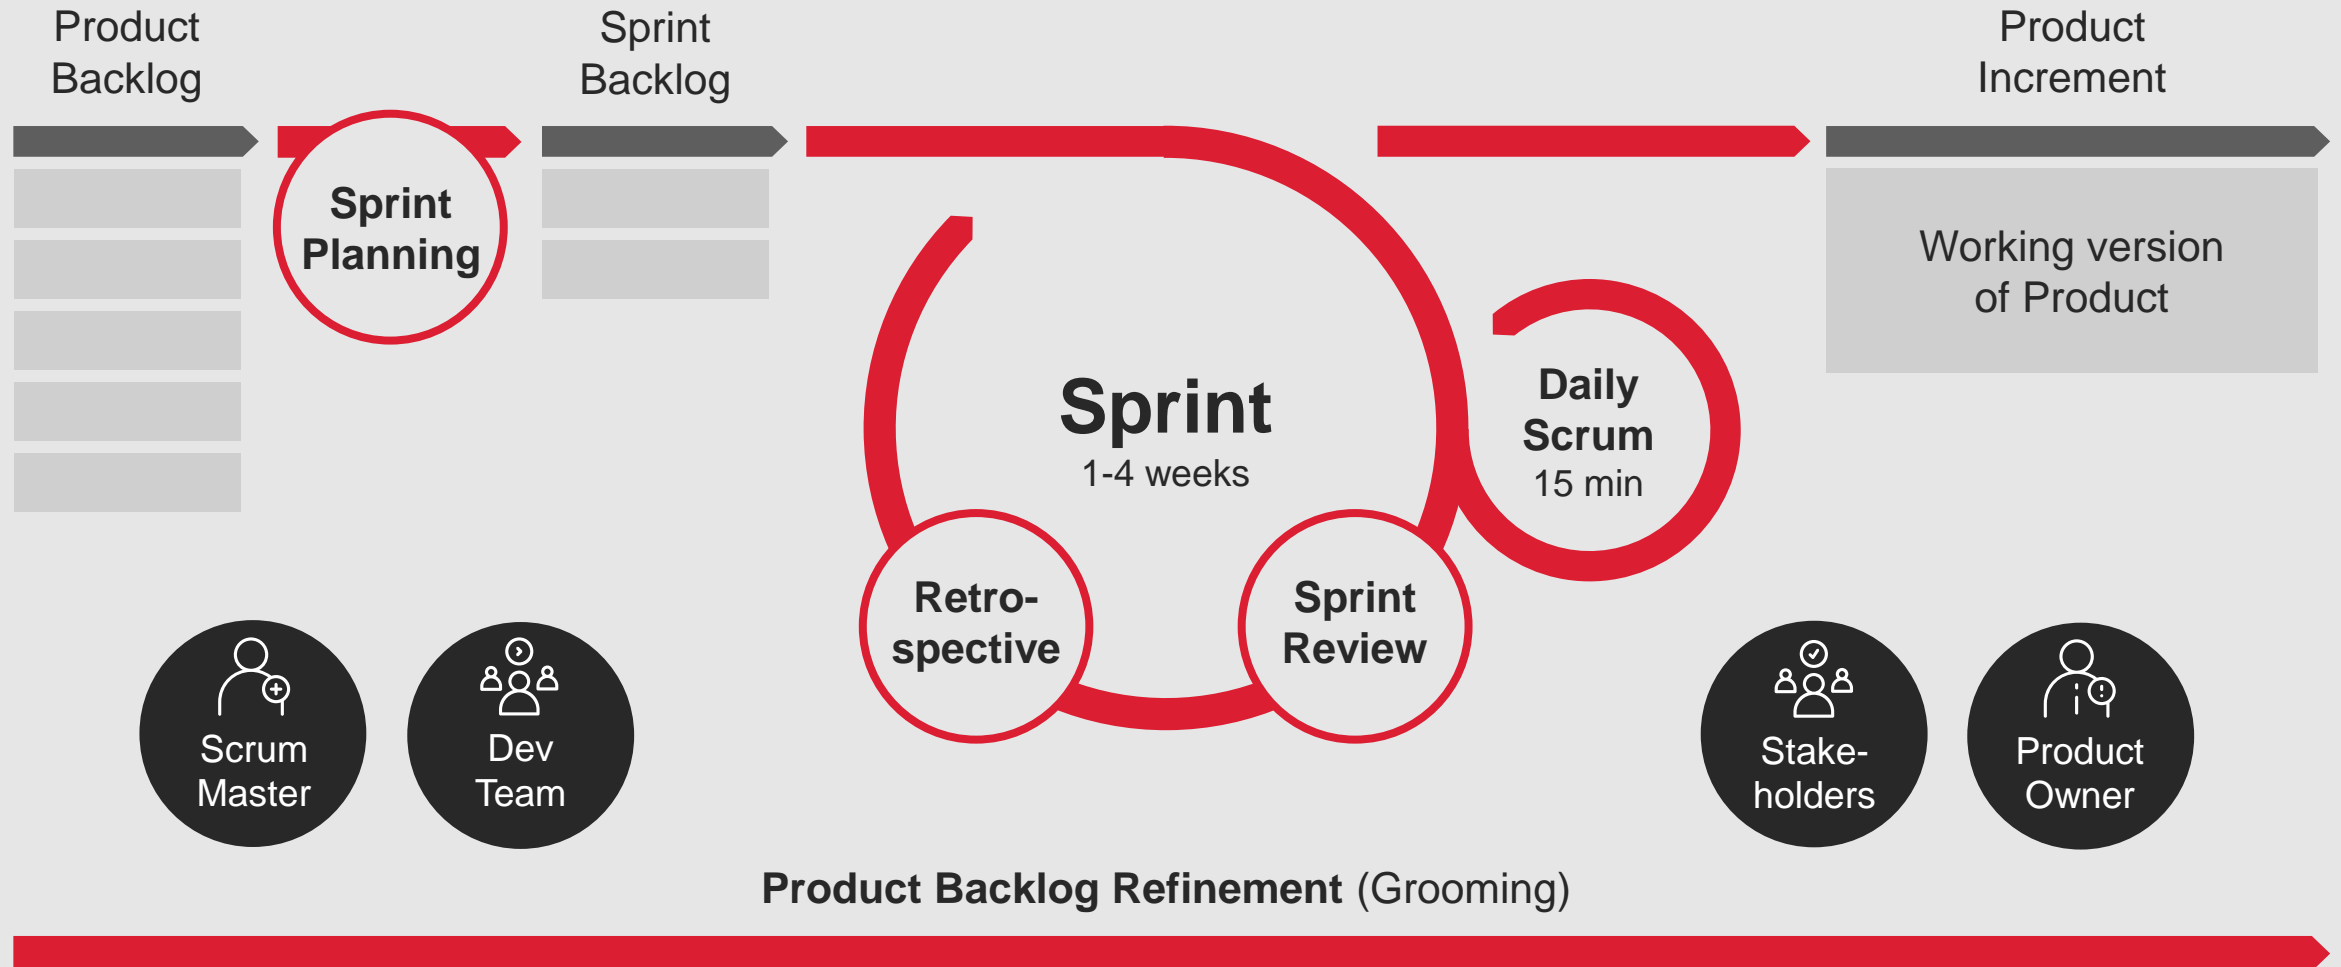 Product
Backlog
Sprint
Backlog
Product
Increment
Sprint
Planning
Working version
of Product
Sprint
1-4 weeks
Daily
Scrum
15 min
Retro-
spective
Sprint
Review
Scrum
Master
Dev
Team
Stake-
holders
Product
Owner
Product Backlog Refinement (Grooming)